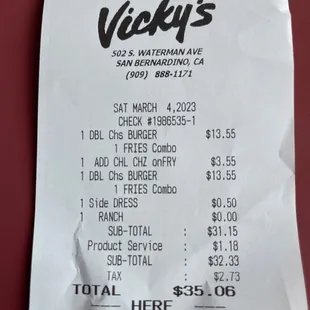 Vicky's
502 S. WATERMAN AVE
SAN BERNARDINO, CA
(909) 888-1171
SAT MARCH 4,2023
CHECK #1986535-1
1 DBL Chs BURGER $13.55
1 FRIES Combo
1 ADD CHL CHZ onFRY $3.55
1 DBL Chs BURGER $13.55
1 FRIES Combo
1 Side DRESS $0.50
1 RANCH $0.00
SUB-TOTAL : $31.15
Product Service : $1.18
SUB-TOTAL : $32.33
TAX : $2.73
TOTAL $35.06
--- HERE ---